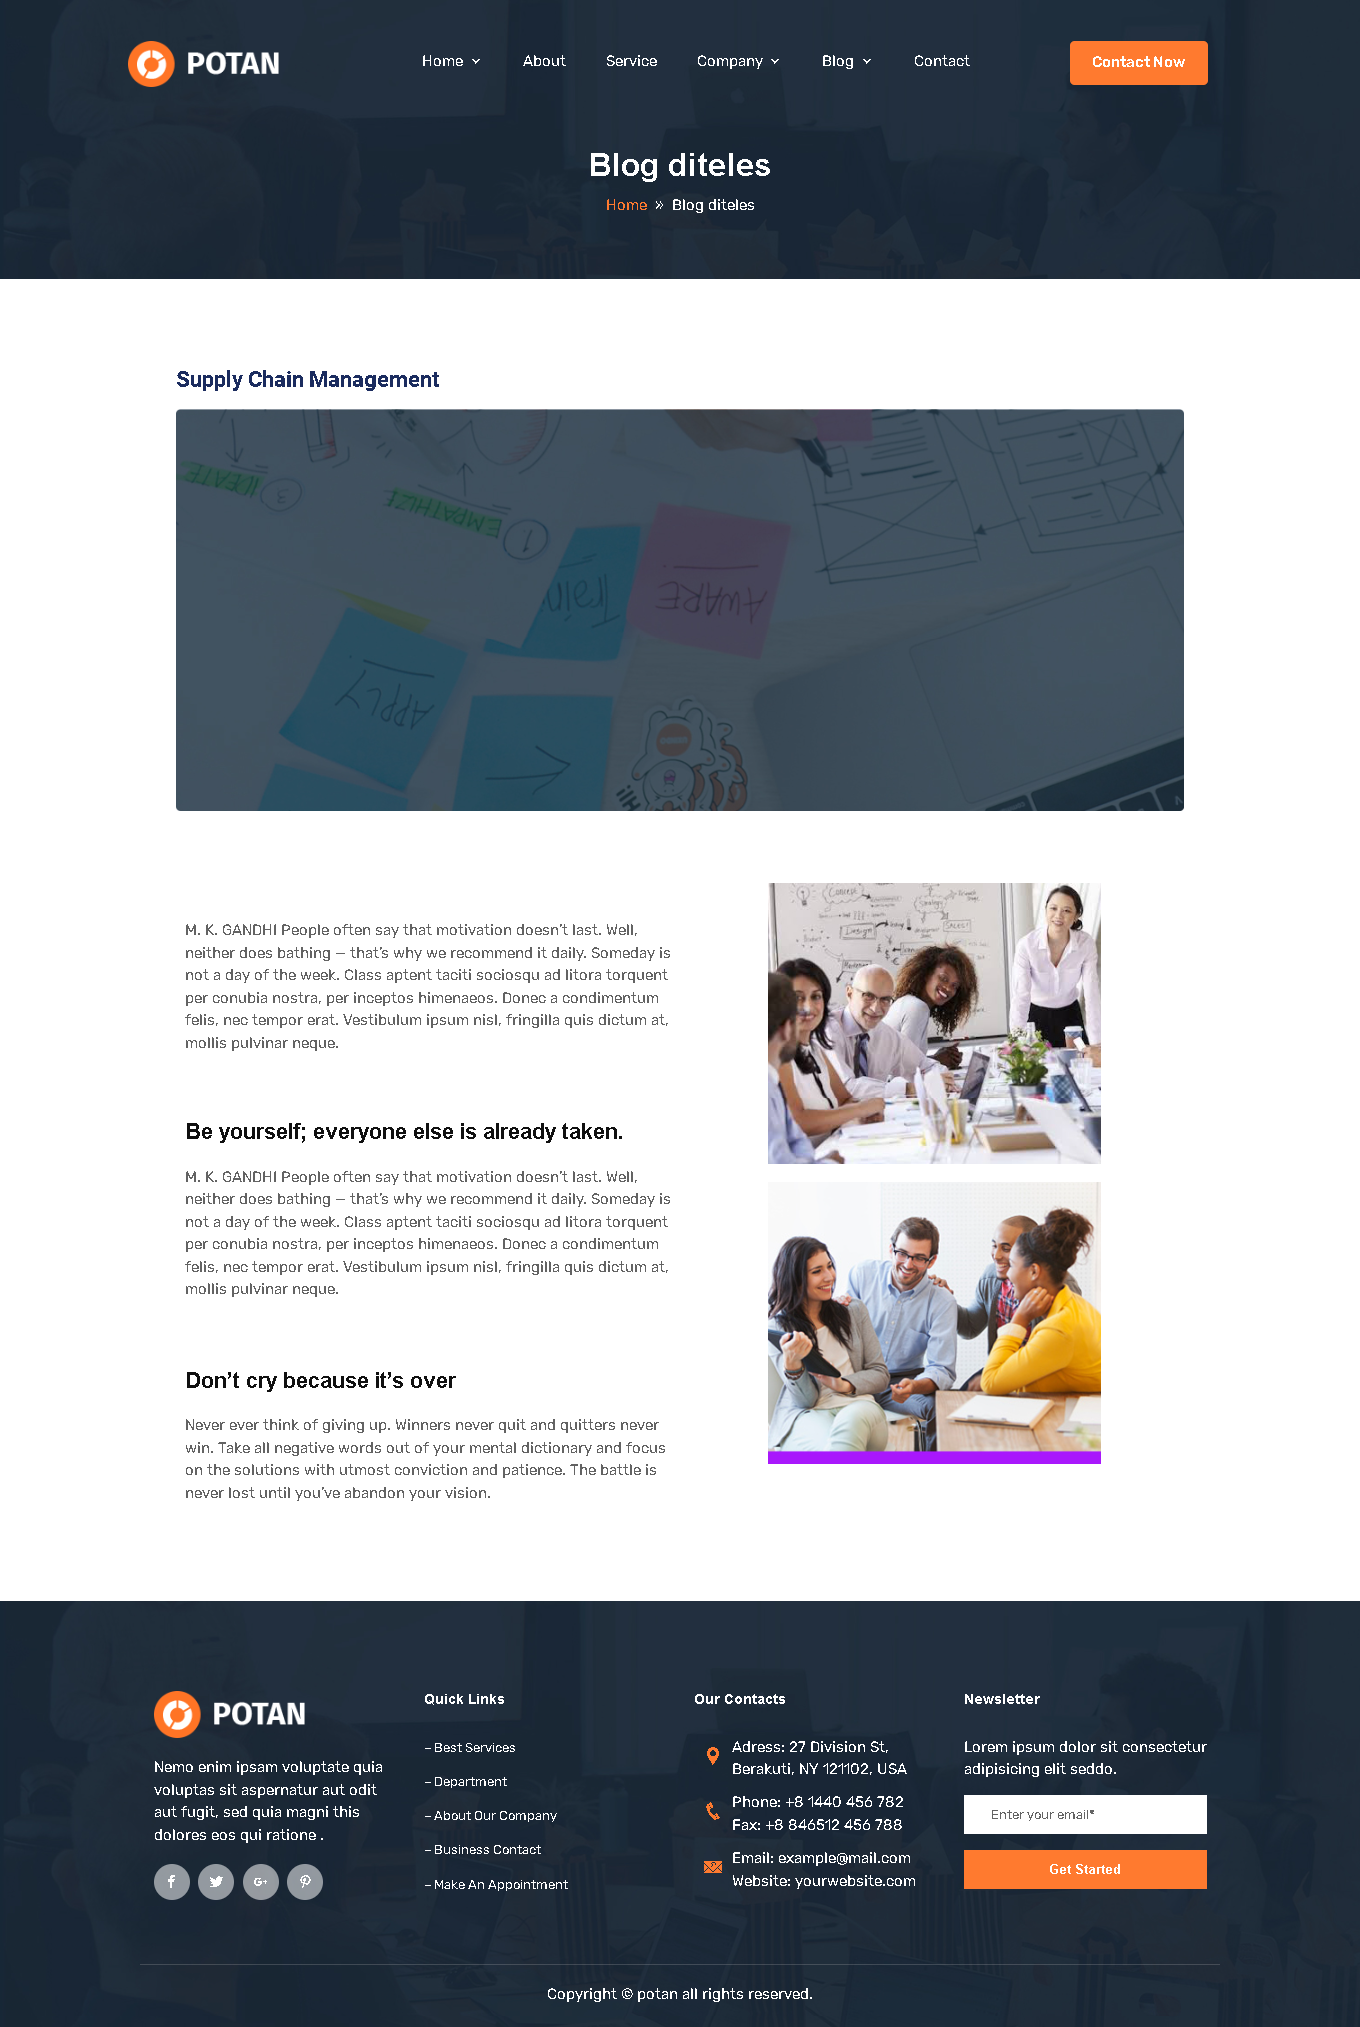 POTAN
Home
About
Service
Company
Blog
Contact
Contact Now
Blog diteles
Home » Blog diteles
Supply Chain Management
IDEATE
3
EMPATHIZE
1
Train
AWARE
APPLY
M. K. GANDHI People often say that motivation doesn’t last. Well,
neither does bathing – that’s why we recommend it daily. Someday is
not a day of the week. Class aptent taciti sociosqu ad litora torquent
per conubia nostra, per inceptos himenaeos. Donec a condimentum
felis, nec tempor erat. Vestibulum ipsum nisl, fringilla quis dictum at,
mollis pulvinar neque.
Concept
Strategy
Design
SALES!
Product
Marketing
Be yourself; everyone else is already taken.
M. K. GANDHI People often say that motivation doesn’t last. Well,
neither does bathing – that’s why we recommend it daily. Someday is
not a day of the week. Class aptent taciti sociosqu ad litora torquent
per conubia nostra, per inceptos himenaeos. Donec a condimentum
felis, nec tempor erat. Vestibulum ipsum nisl, fringilla quis dictum at,
mollis pulvinar neque.
Don’t cry because it’s over
Never ever think of giving up. Winners never quit and quitters never
win. Take all negative words out of your mental dictionary and focus
on the solutions with utmost conviction and patience. The battle is
never lost until you’ve abandon your vision.
POTAN
Nemo enim ipsam voluptate quia
voluptas sit aspernatur aut odit
aut fugit, sed quia magni this
dolores eos qui ratione .
Quick Links
– Best Services
– Department
– About Our Company
– Business Contact
– Make An Appointment
Our Contacts
Adress: 27 Division St,
Berakuti, NY 121102, USA
Phone: +8 1440 456 782
Fax: +8 846512 456 788
Email: example@mail.com
Website: yourwebsite.com
Newsletter
Lorem ipsum dolor sit consectetur
adipisicing elit seddo.
Enter your email*
Get Started
Copyright © potan all rights reserved.